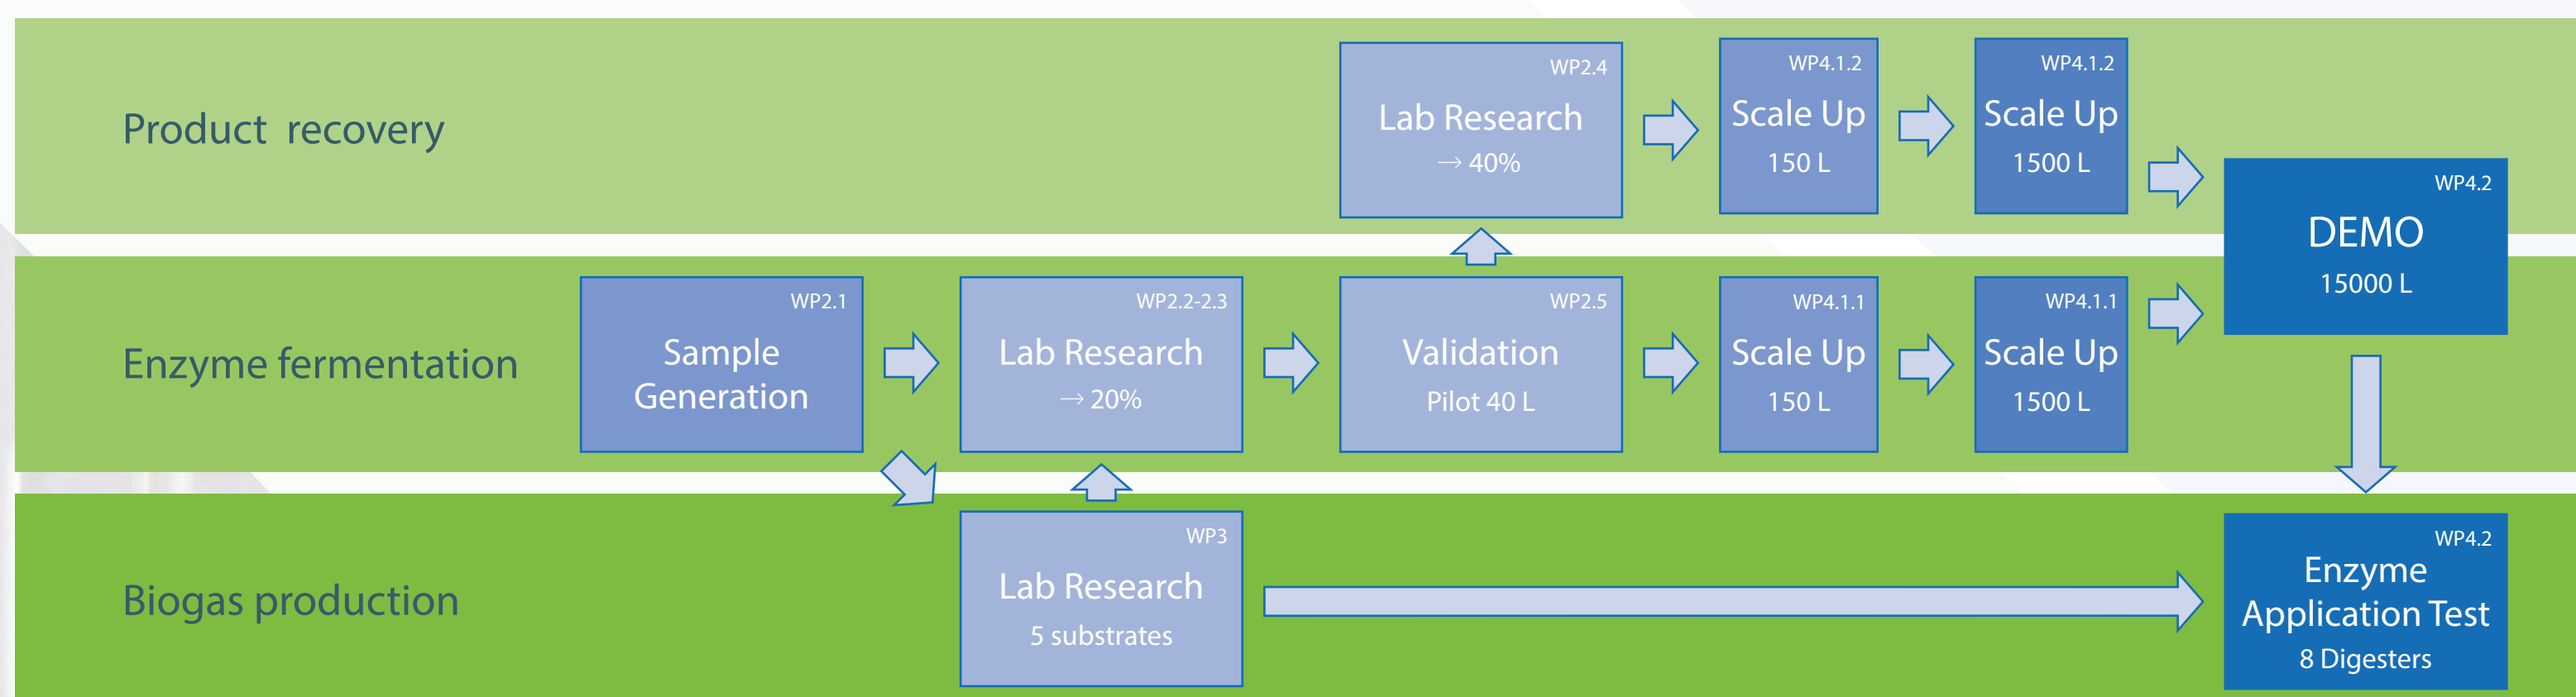 Product recovery
WP2.4
Lab Research
→ 40%
WP4.1.2
Scale Up
150 L
WP4.1.2
Scale Up
1500 L
WP4.2
DEMO
15000 L
Enzyme fermentation
WP2.1
Sample
Generation
WP2.2-2.3
Lab Research
→ 20%
WP2.5
Validation
Pilot 40 L
WP4.1.1
Scale Up
150 L
WP4.1.1
Scale Up
1500 L
Biogas production
WP3
Lab Research
5 substrates
WP4.2
Enzyme
Application Test
8 Digesters